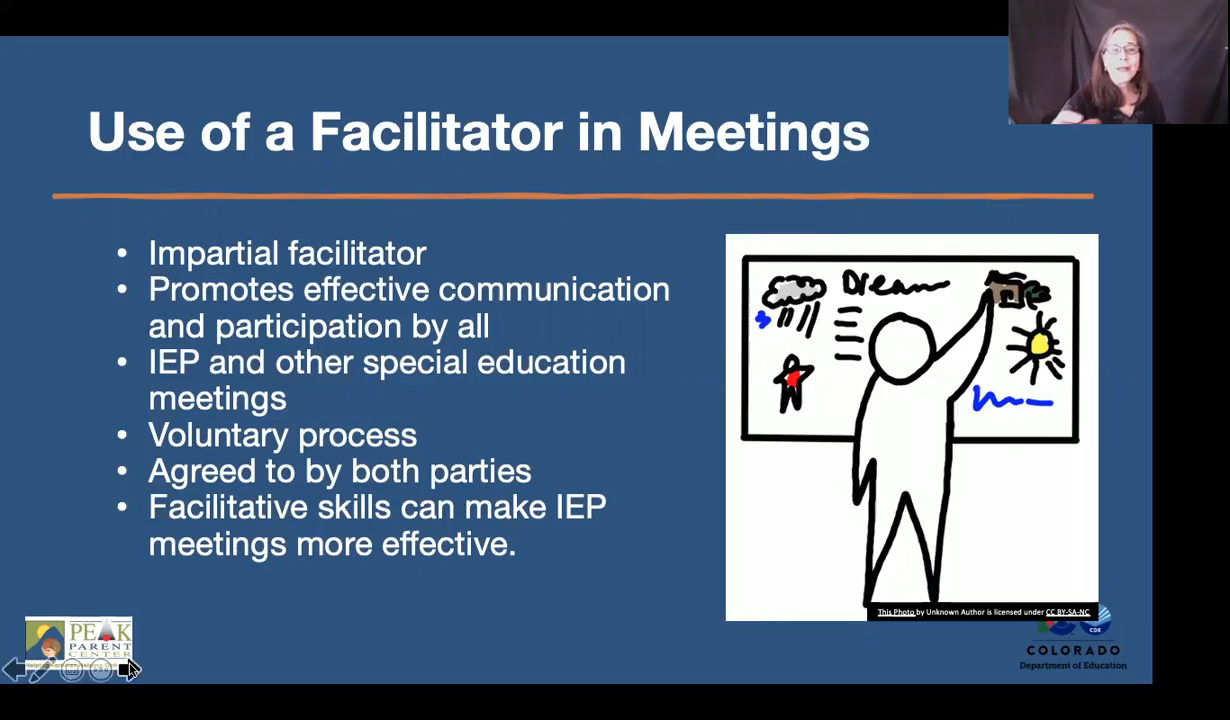 Use of a Facilitator in Meetings
• Impartial facilitator
• Promotes effective communication
and participation by all
• IEP and other special education
meetings
• Voluntary process
• Agreed to by both parties
• Facilitative skills can make IEP
meetings more effective.
Dream
This Photo by Unknown Author is licensed under CC BY-SA-NC
PEAK
PARENT
CENTER
CDE
COLORADO
Department of Education